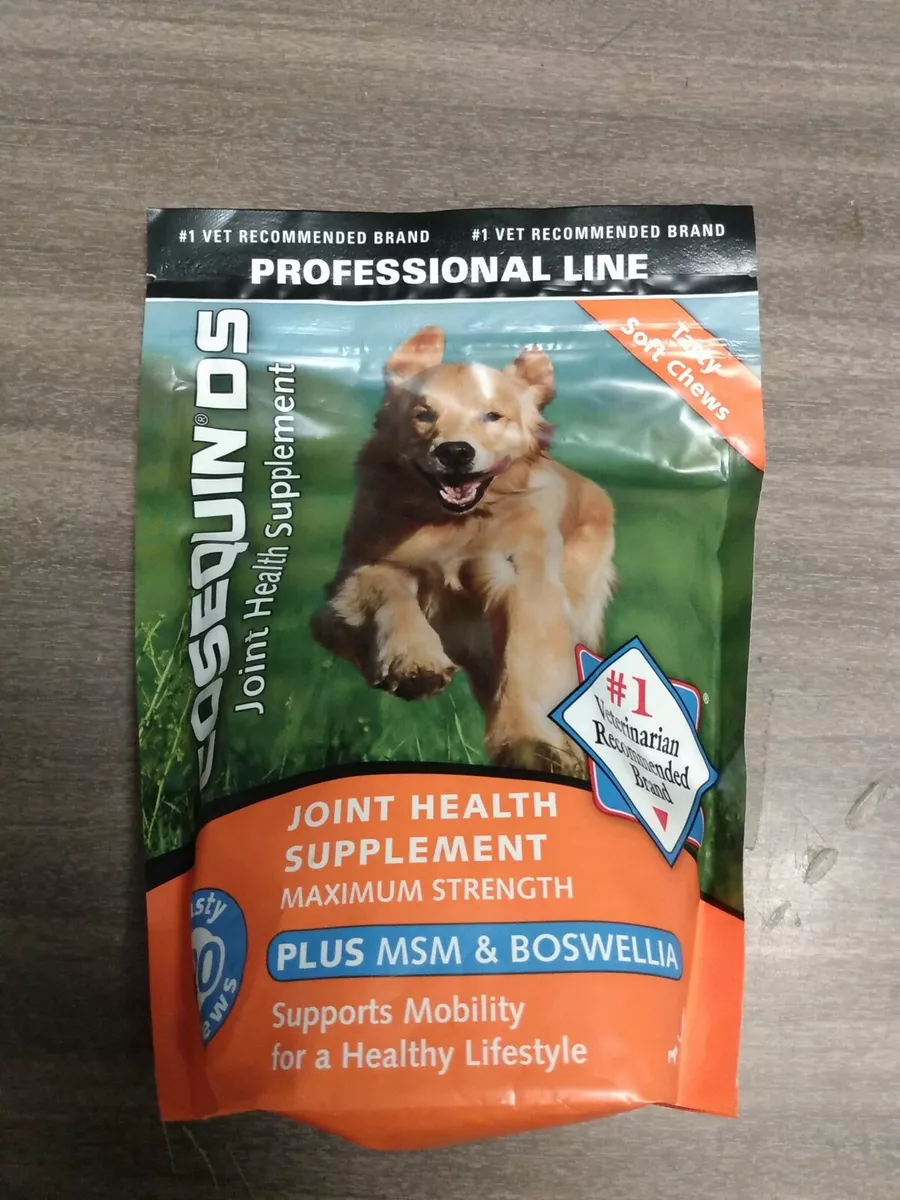 #1 VET RECOMMENDED BRAND #1 VET RECOMMENDED BRAND
PROFESSIONAL LINE
Tasty
Soft Chews
COSEQUIN® DS
Joint Health Supplement
#1
Veterinarian
Recommended
Brand
®
JOINT HEALTH
SUPPLEMENT
MAXIMUM STRENGTH
PLUS MSM & BOSWELLIA
Supports Mobility
for a Healthy Lifestyle